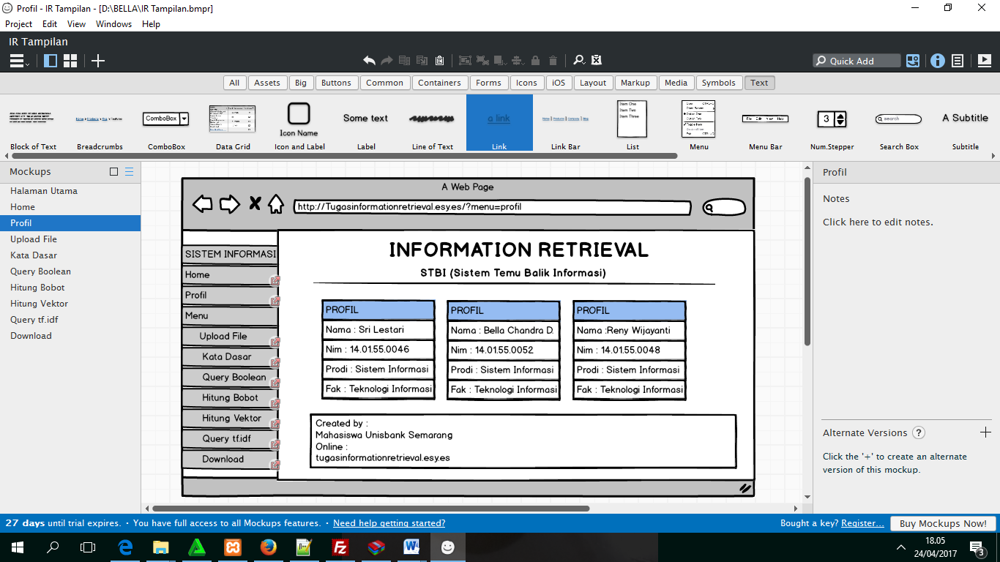 Profil - IR Tampilan - [D:\BELLA\IR Tampilan.bmpr]
Project Edit View Windows Help
IR Tampilan
Quick Add
All Assets Big Buttons Common Containers Forms Icons iOS Layout Markup Media Symbols Text
ComboBox
Some text
a link
Item One
Item Two
Item Three
3
search
A Subtitle
Icon Name
Block of Text Breadcrumbs ComboBox Data Grid Icon and Label Label Line of Text Link Link Bar List Menu Menu Bar Num.Stepper Search Box Subtitle
Mockups
Halaman Utama
Home
Profil
Upload File
Kata Dasar
Query Boolean
Hitung Bobot
Hitung Vektor
Query tf.idf
Download
A Web Page
http://Tugasinformationretrieval.esy.es/?menu=profil
SISTEM INFORMASI
Home
Profil
Menu
Upload File
Kata Dasar
Query Boolean
Hitung Bobot
Hitung Vektor
Query tf.idf
Download
INFORMATION RETRIEVAL
STBI (Sistem Temu Balik Informasi)
PROFIL
Nama : Sri Lestari
Nim : 14.01.55.0046
Prodi : Sistem Informasi
Fak : Teknologi Informasi
PROFIL
Nama : Bella Chandra D.
Nim : 14.01.55.0052
Prodi : Sistem Informasi
Fak : Teknologi Informasi
PROFIL
Nama :Reny Wijayanti
Nim : 14.01.55.0048
Prodi : Sistem Informasi
Fak : Teknologi Informasi
Created by :
Mahasiswa Unisbank Semarang
Online :
tugasinformationretrieval.esy.es
Profil
Notes
Click here to edit notes.
Alternate Versions ?
Click the '+' to create an alternate
version of this mockup.
27 days until trial expires. · You have full access to all Mockups features. · Need help getting started?
Bought a key? Register... Buy Mockups Now!
18.05
24/04/2017
3